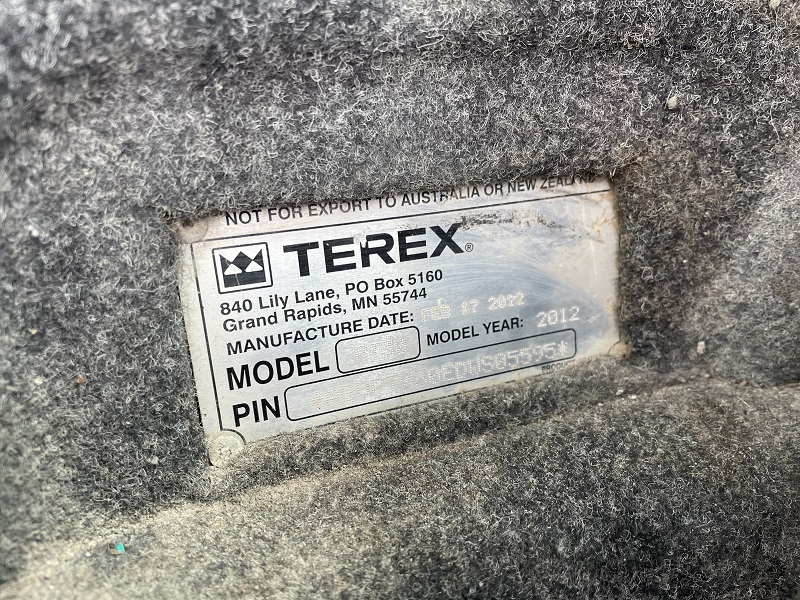 NOT FOR EXPORT TO AUSTRALIA OR NEW ZEALAND
TEREX®
840 Lily Lane, PO Box 5160
Grand Rapids, MN 55744
MANUFACTURE DATE: FEB 17 2012
MODEL MODEL YEAR: 2012
PIN